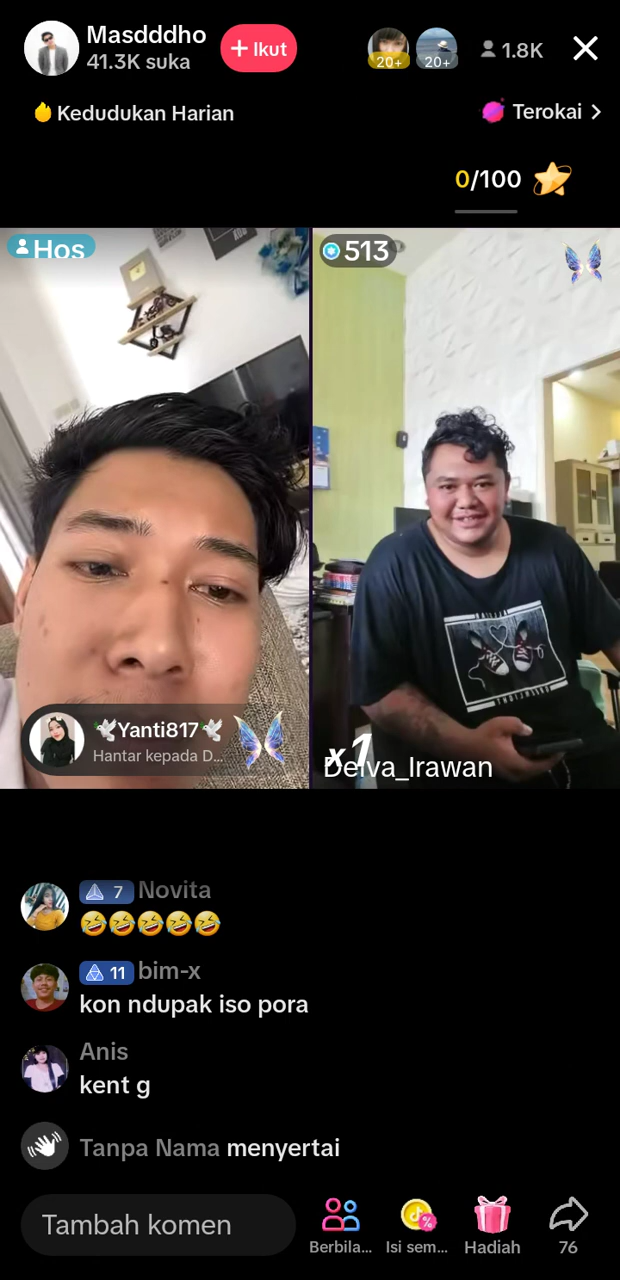 Masdddho
41.3K suka
+ Ikut
20+
20+
1.8K
Kedudukan Harian
Terokai >
0/100
Hos
513
🕊Yanti817🕊
Hantar kepada D...
x1
Delva_Irawan
7 Novita
🤣🤣🤣🤣🤣
11 bim-x
kon ndupak iso pora
Anis
kent g
Tanpa Nama menyertai
Tambah komen
Berbila...
Isi sem...
Hadiah
76